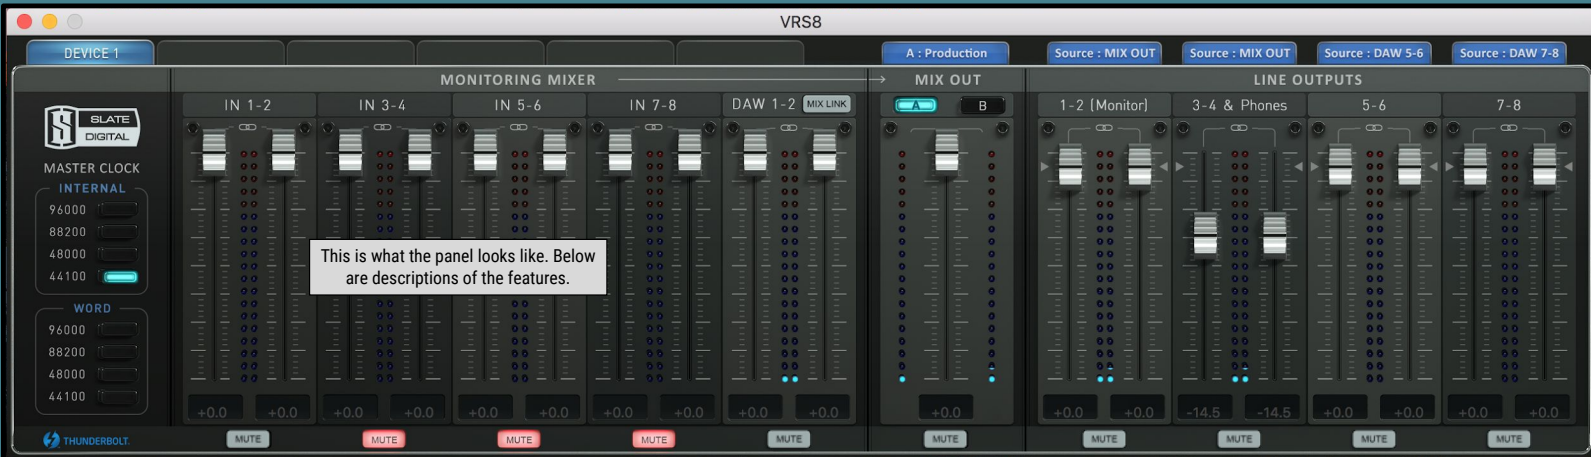 VRS8
DEVICE 1
A : Production
Source : MIX OUT
Source : MIX OUT
Source : DAW 5-6
Source : DAW 7-8
MONITORING MIXER
MIX OUT
LINE OUTPUTS
SLATE
DIGITAL
MASTER CLOCK
INTERNAL
96000
88200
48000
44100
WORD
96000
88200
48000
44100
THUNDERBOLT.
IN 1-2
IN 3-4
IN 5-6
IN 7-8
DAW 1-2
MIX LINK
A
B
1-2 (Monitor)
3-4 & Phones
5-6
7-8
This is what the panel looks like. Below
are descriptions of the features.
+0.0 +0.0
+0.0 +0.0
+0.0 +0.0
+0.0 +0.0
+0.0 +0.0
+0.0
+0.0 +0.0
-14.5 -14.5
+0.0 +0.0
+0.0 +0.0
MUTE
MUTE
MUTE
MUTE
MUTE
MUTE
MUTE
MUTE
MUTE
MUTE